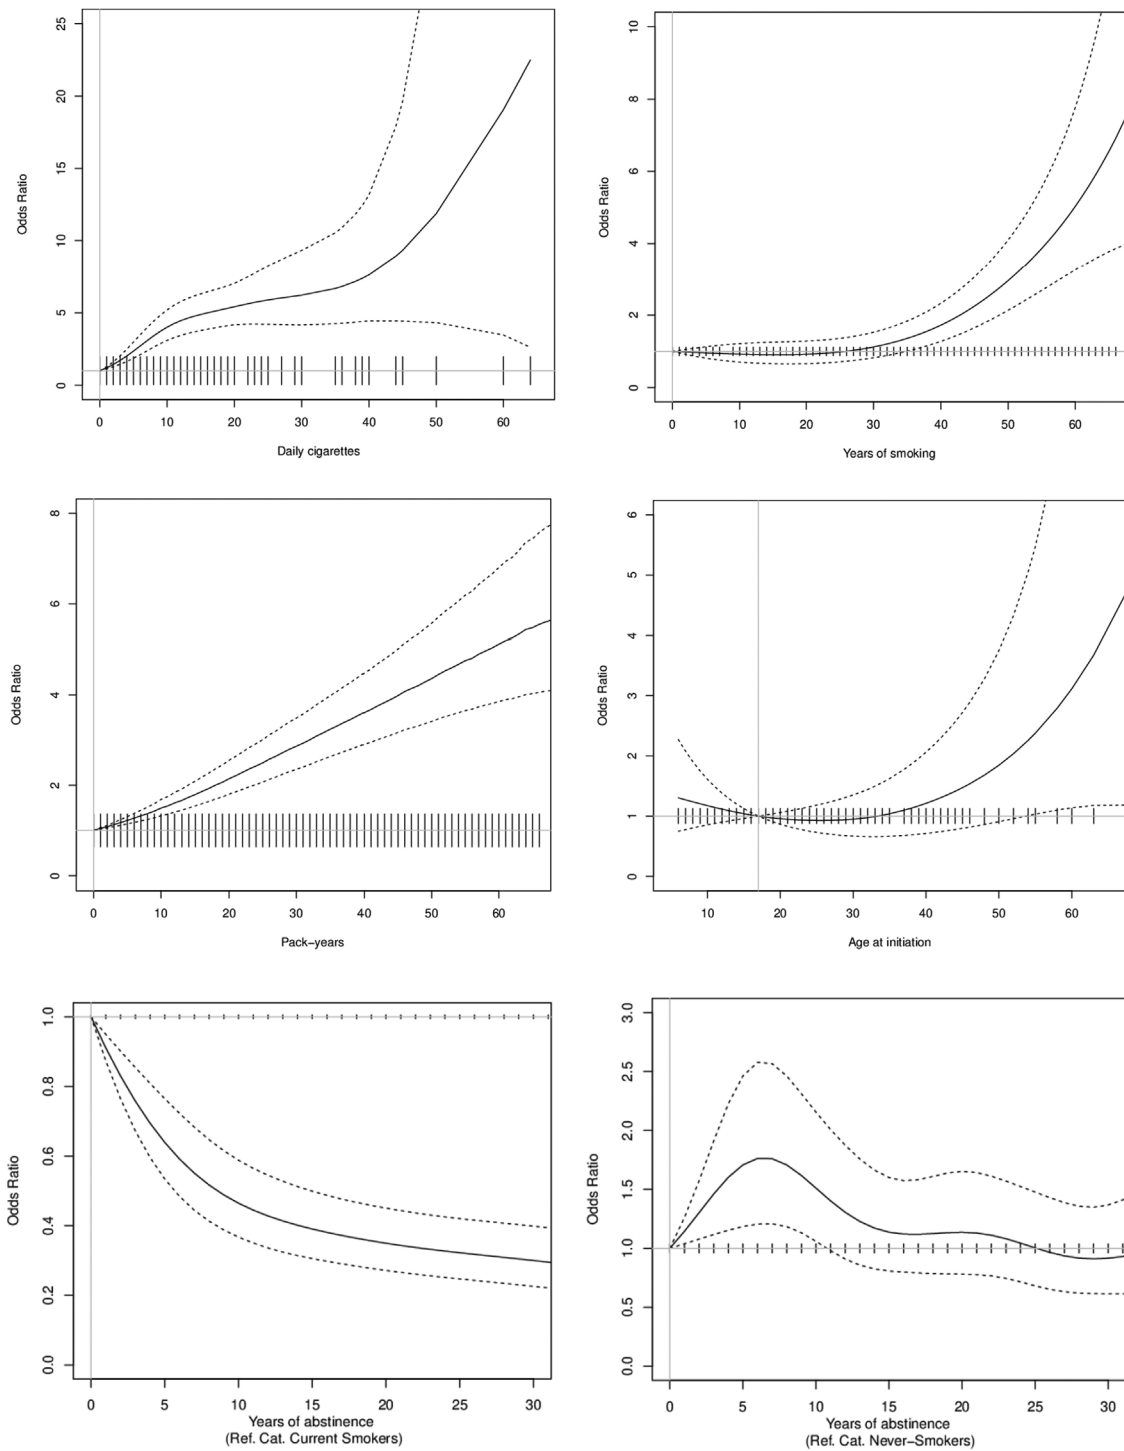 25
20
15
10
5
0
Odds Ratio
0 10 20 30 40 50 60
Daily cigarettes
10
8
6
4
2
0
Odds Ratio
0 10 20 30 40 50 60
Years of smoking
8
6
4
2
0
Odds Ratio
0 10 20 30 40 50 60
Pack−years
6
5
4
3
2
1
0
Odds Ratio
10 20 30 40 50 60
Age at initiation
1.0
0.8
0.6
0.4
0.2
0.0
Odds Ratio
0 5 10 15 20 25 30
Years of abstinence
(Ref. Cat. Current Smokers)
3.0
2.5
2.0
1.5
1.0
0.5
0.0
Odds Ratio
0 5 10 15 20 25 30
Years of abstinence
(Ref. Cat. Never−Smokers)